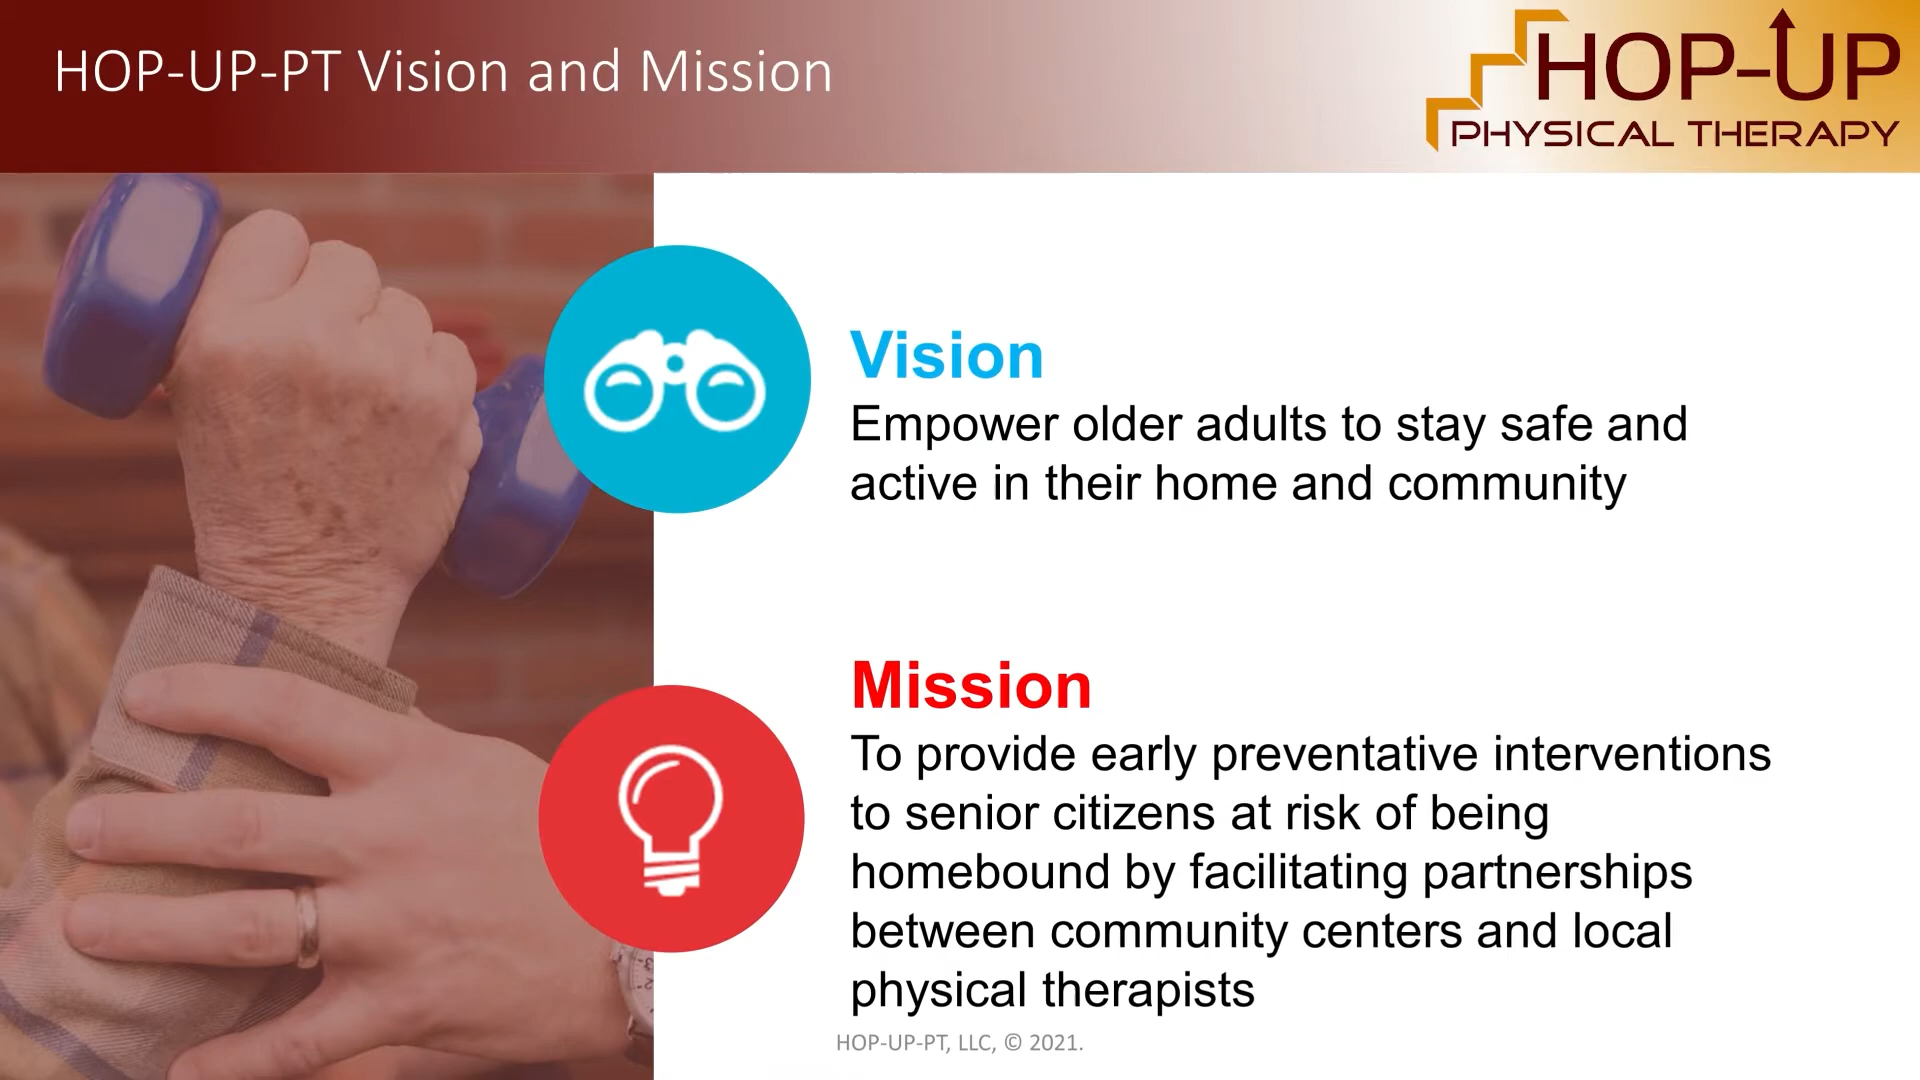 HOP-UP-PT Vision and Mission
HOP-UP
PHYSICAL THERAPY
Vision
Empower older adults to stay safe and
active in their home and community
Mission
To provide early preventative interventions
to senior citizens at risk of being
homebound by facilitating partnerships
between community centers and local
physical therapists
HOP-UP-PT, LLC, © 2021.